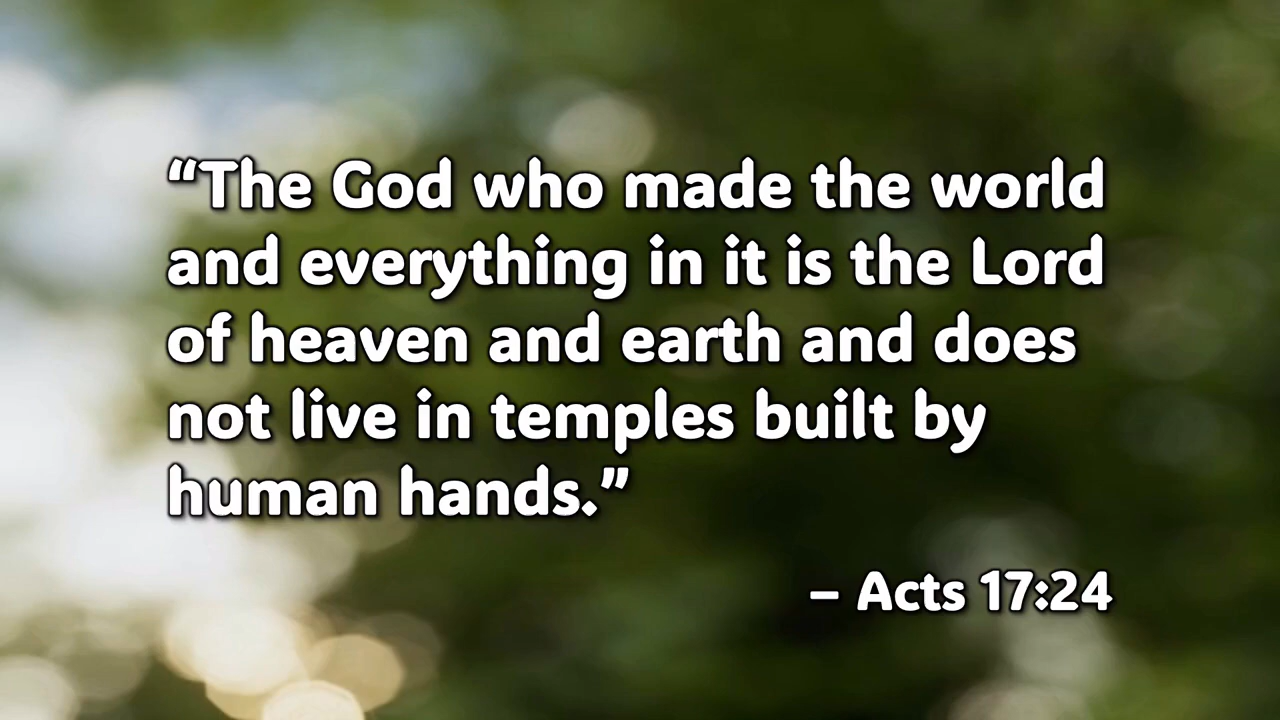 “The God who made the world
and everything in it is the Lord
of heaven and earth and does
not live in temples built by
human hands.”
– Acts 17:24